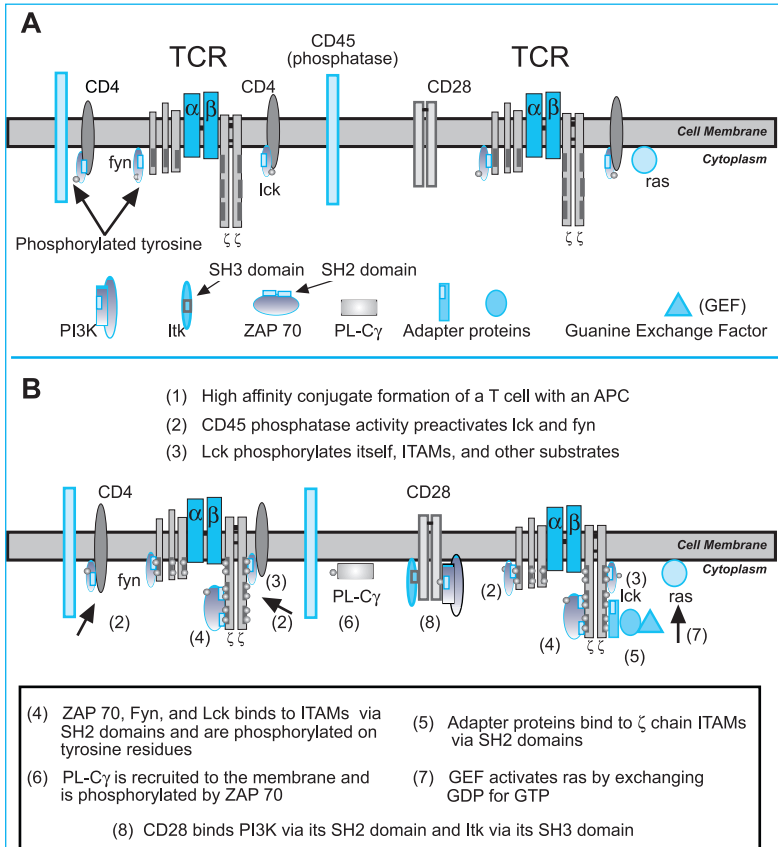 A
TCR
CD45
(phosphatase)
TCR
CD4
CD4
CD28
α β
α β
Cell Membrane
Cytoplasm
fyn
lck
ras
Phosphorylated tyrosine
ζ ζ
ζ ζ
SH3 domain
SH2 domain
(GEF)
PI3K
Itk
ZAP 70
PL-Cγ
Adapter proteins
Guanine Exchange Factor
B
(1) High affinity conjugate formation of a T cell with an APC
(2) CD45 phosphatase activity preactivates lck and fyn
(3) Lck phosphorylates itself, ITAMs, and other substrates
CD4
CD28
α β
α β
Cell Membrane
Cytoplasm
fyn
(3)
(2)
(3)
PL-Cγ
lck
ras
(2)
(4)
(2)
(6)
(8)
(4)
(5)
(7)
ζ ζ
ζ ζ
(4) ZAP 70, Fyn, and Lck binds to ITAMs via
SH2 domains and are phosphorylated on
tyrosine residues
(5) Adapter proteins bind to ζ chain ITAMs
via SH2 domains
(6) PL-Cγ is recruited to the membrane and
is phosphorylated by ZAP 70
(7) GEF activates ras by exchanging
GDP for GTP
(8) CD28 binds PI3K via its SH2 domain and Itk via its SH3 domain